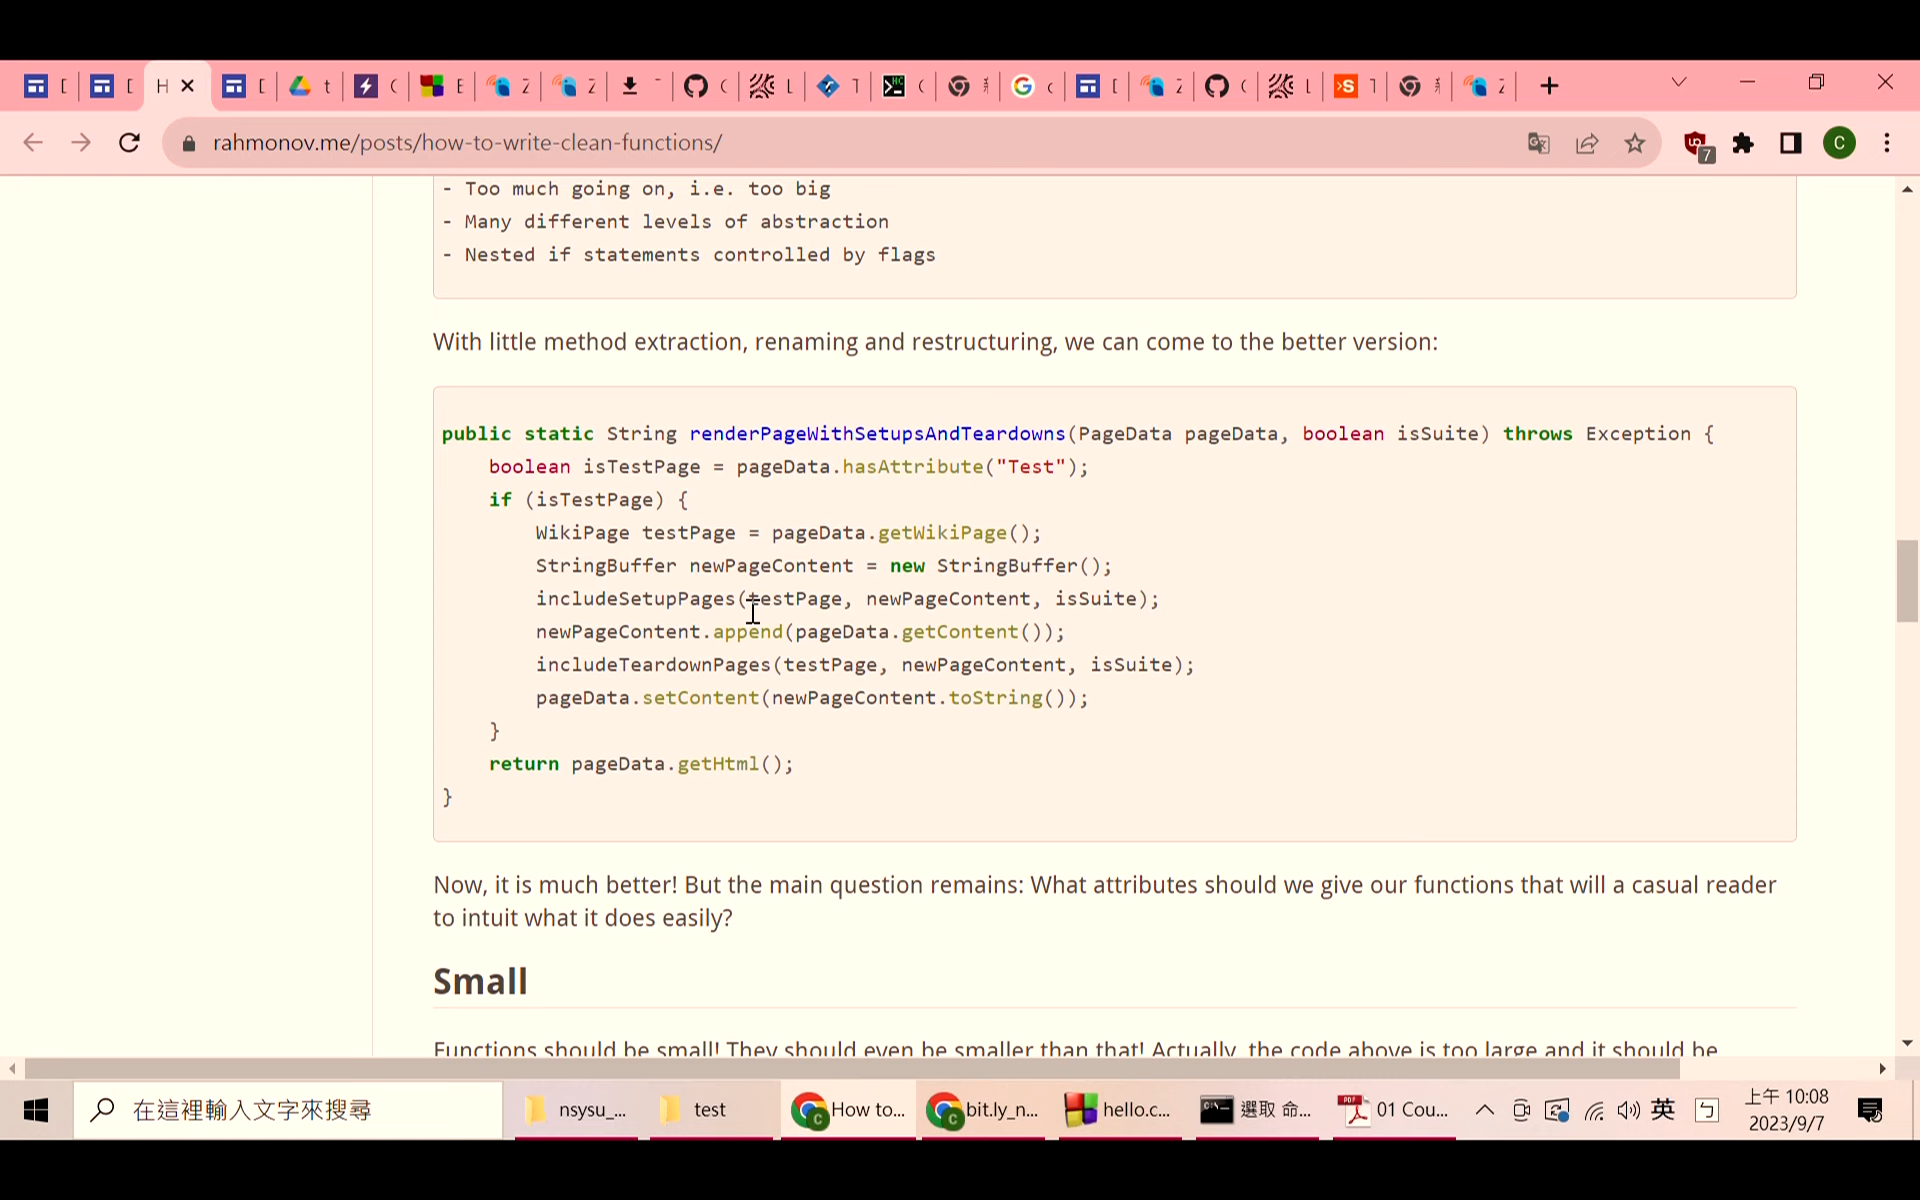 rahmonov.me/posts/how-to-write-clean-functions/
7
C
- Too much going on, i.e. too big
- Many different levels of abstraction
- Nested if statements controlled by flags
With little method extraction, renaming and restructuring, we can come to the better version:
public static String renderPageWithSetupsAndTeardowns(PageData pageData, boolean isSuite) throws Exception {
boolean isTestPage = pageData.hasAttribute("Test");
if (isTestPage) {
WikiPage testPage = pageData.getWikiPage();
StringBuffer newPageContent = new StringBuffer();
includeSetupPages(testPage, newPageContent, isSuite);
newPageContent.append(pageData.getContent());
includeTeardownPages(testPage, newPageContent, isSuite);
pageData.setContent(newPageContent.toString());
}
return pageData.getHtml();
}
Now, it is much better! But the main question remains: What attributes should we give our functions that will a casual reader
to intuit what it does easily?
Small
Functions should be small! They should even be smaller than that! Actually, the code above is too large and it should be
在這裡輸入文字來搜尋
nsysu_...
test
How to...
bit.ly_n...
hello.c...
選取 命...
01 Cou...
英
上午 10:08
2023/9/7